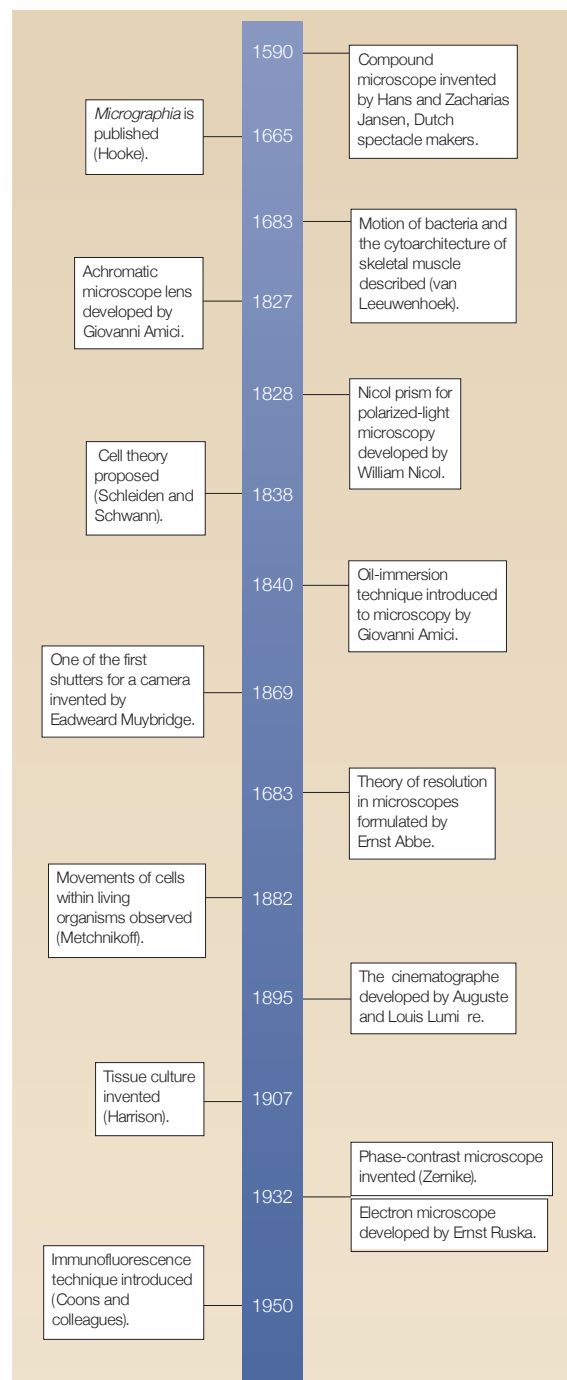 1590
Compound
microscope invented
by Hans and Zacharias
Jansen, Dutch
spectacle makers.
Micrographia is
published
(Hooke).
1665
1683
Motion of bacteria and
the cytoarchitecture of
skeletal muscle
described (van
Leeuwenhoek).
Achromatic
microscope lens
developed by
Giovanni Amici.
1827
1828
Nicol prism for
polarized-light
microscopy
developed by
William Nicol.
Cell theory
proposed
(Schleiden and
Schwann).
1838
1840
Oil-immersion
technique introduced
to microscopy by
Giovanni Amici.
One of the first
shutters for a camera
invented by
Eadweard Muybridge.
1869
1683
Theory of resolution
in microscopes
formulated by
Ernst Abbe.
Movements of cells
within living
organisms observed
(Metchnikoff).
1882
1895
The cinematographe
developed by Auguste
and Louis Lumi re.
Tissue culture
invented
(Harrison).
1907
1932
Phase-contrast microscope
invented (Zernike).
Electron microscope
developed by Ernst Ruska.
Immunofluorescence
technique introduced
(Coons and
colleagues).
1950